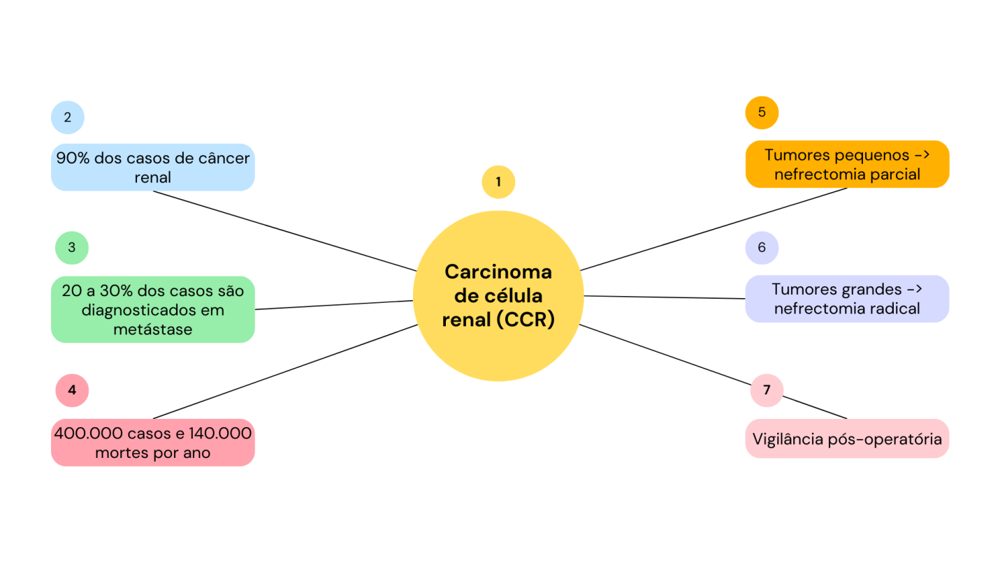 1
Carcinoma
de célula
renal (CCR)
2
90% dos casos de câncer
renal
3
20 a 30% dos casos são
diagnosticados em
metástase
4
400.000 casos e 140.000
mortes por ano
5
Tumores pequenos ->
nefrectomia parcial
6
Tumores grandes ->
nefrectomia radical
7
Vigilância pós-operatória